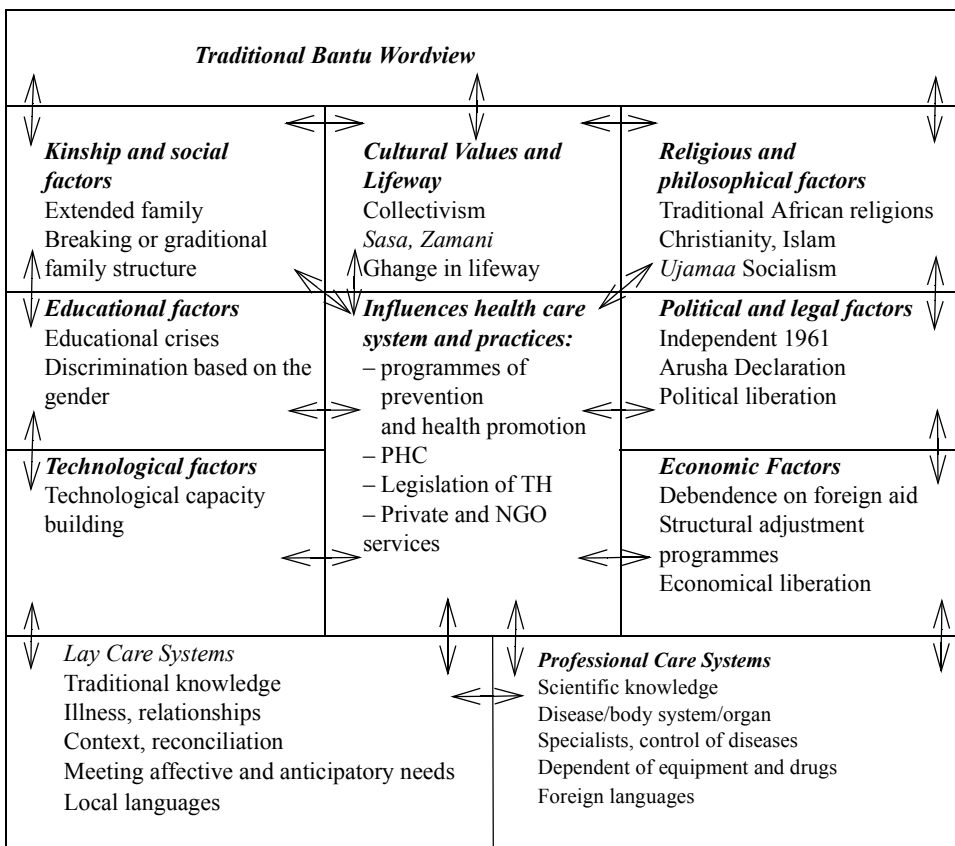 Traditional Bantu Wordview
Kinship and social
factors
Extended family
Breaking or graditional
family structure
Cultural Values and
Lifeway
Collectivism
Sasa, Zamani
Ghange in lifeway
Religious and
philosophical factors
Traditional African religions
Christianity, Islam
Ujamaa Socialism
Educational factors
Educational crises
Discrimination based on the
gender
Influences health care
system and practices:
– programmes of
prevention
and health promotion
– PHC
– Legislation of TH
– Private and NGO
services
Political and legal factors
Independent 1961
Arusha Declaration
Political liberation
Technological factors
Technological capacity
building
Economic Factors
Debendence on foreign aid
Structural adjustment
programmes
Economical liberation
Lay Care Systems
Traditional knowledge
Illness, relationships
Context, reconciliation
Meeting affective and anticipatory needs
Local languages
Professional Care Systems
Scientific knowledge
Disease/body system/organ
Specialists, control of diseases
Dependent of equipment and drugs
Foreign languages